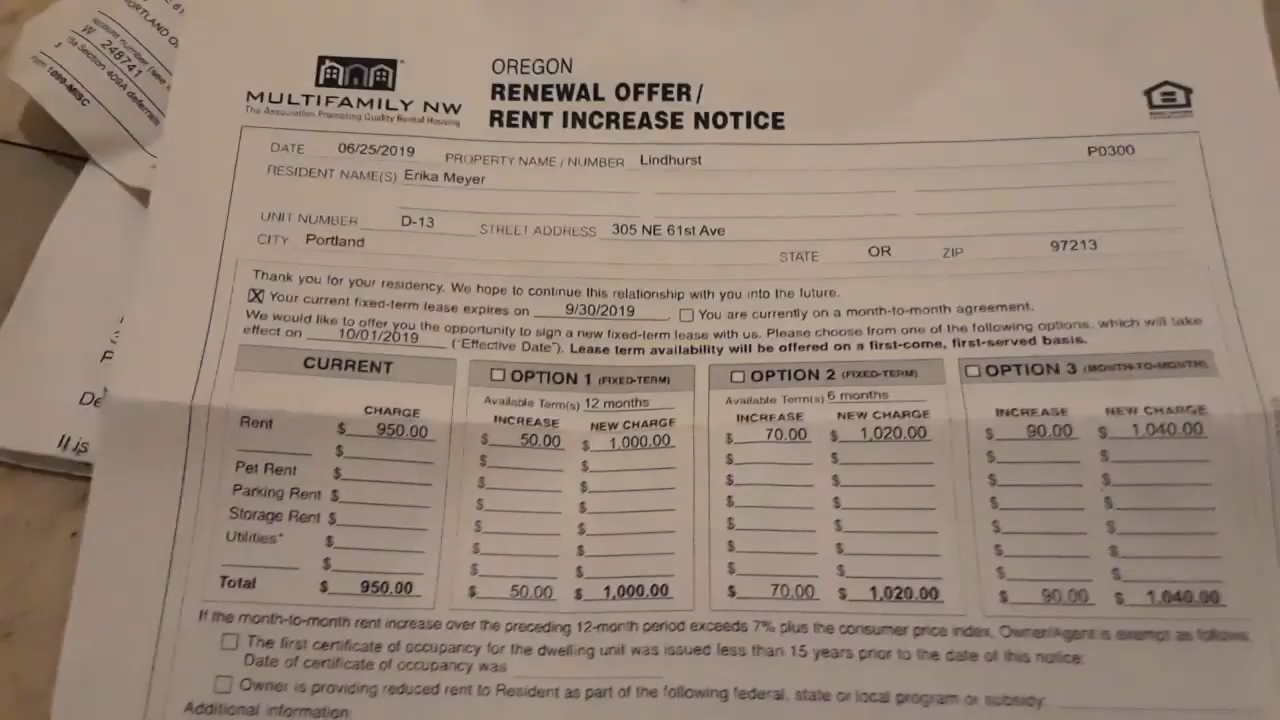 PORTLAND O
account number (see
W 248741
Section 409A deferrals
Form 1099-MISC
P
De
It is
MULTIFAMILY NW
The Association Promoting Quality Rental Housing
OREGON
RENEWAL OFFER/
RENT INCREASE NOTICE
DATE 06/25/2019 PROPERTY NAME / NUMBER Lindhurst P0300
RESIDENT NAME(S) Erika Meyer
UNIT NUMBER D-13 STREET ADDRESS 305 NE 61st Ave
CITY Portland STATE OR ZIP 97213
Thank you for your residency. We hope to continue this relationship with you into the future.
☒ Your current fixed-term lease expires on 9/30/2019 ☐ You are currently on a month-to-month agreement.
We would like to offer you the opportunity to sign a new fixed-term lease with us. Please choose from one of the following options, which will take
effect on 10/01/2019 ("Effective Date"). Lease term availability will be offered on a first-come, first-served basis.
CURRENT ☐ OPTION 1 (FIXED-TERM) ☐ OPTION 2 (FIXED-TERM) ☐ OPTION 3 (MONTH-TO-MONTH)
Available Term(s) 12 months Available Term(s) 6 months
CHARGE INCREASE NEW CHARGE INCREASE NEW CHARGE INCREASE NEW CHARGE
Rent $ 950.00 $ 50.00 $ 1,000.00 $ 70.00 $ 1,020.00 $ 90.00 $ 1,040.00
$ $ $ $ $ $ $
Pet Rent $ $ $ $ $ $ $
Parking Rent $ $ $ $ $ $ $
Storage Rent $ $ $ $ $ $ $
Utilities* $ $ $ $ $ $ $
$ $ $ $ $ $ $
Total $ 950.00 $ 50.00 $ 1,000.00 $ 70.00 $ 1,020.00 $ 90.00 $ 1,040.00
If the month-to-month rent increase over the preceding 12-month period exceeds 7% plus the consumer price index, Owner/Agent is exempt as follows:
☐ The first certificate of occupancy for the dwelling unit was issued less than 15 years prior to the date of this notice:
Date of certificate of occupancy was
☐ Owner is providing reduced rent to Resident as part of the following federal, state or local program or subsidy:
Additional information: